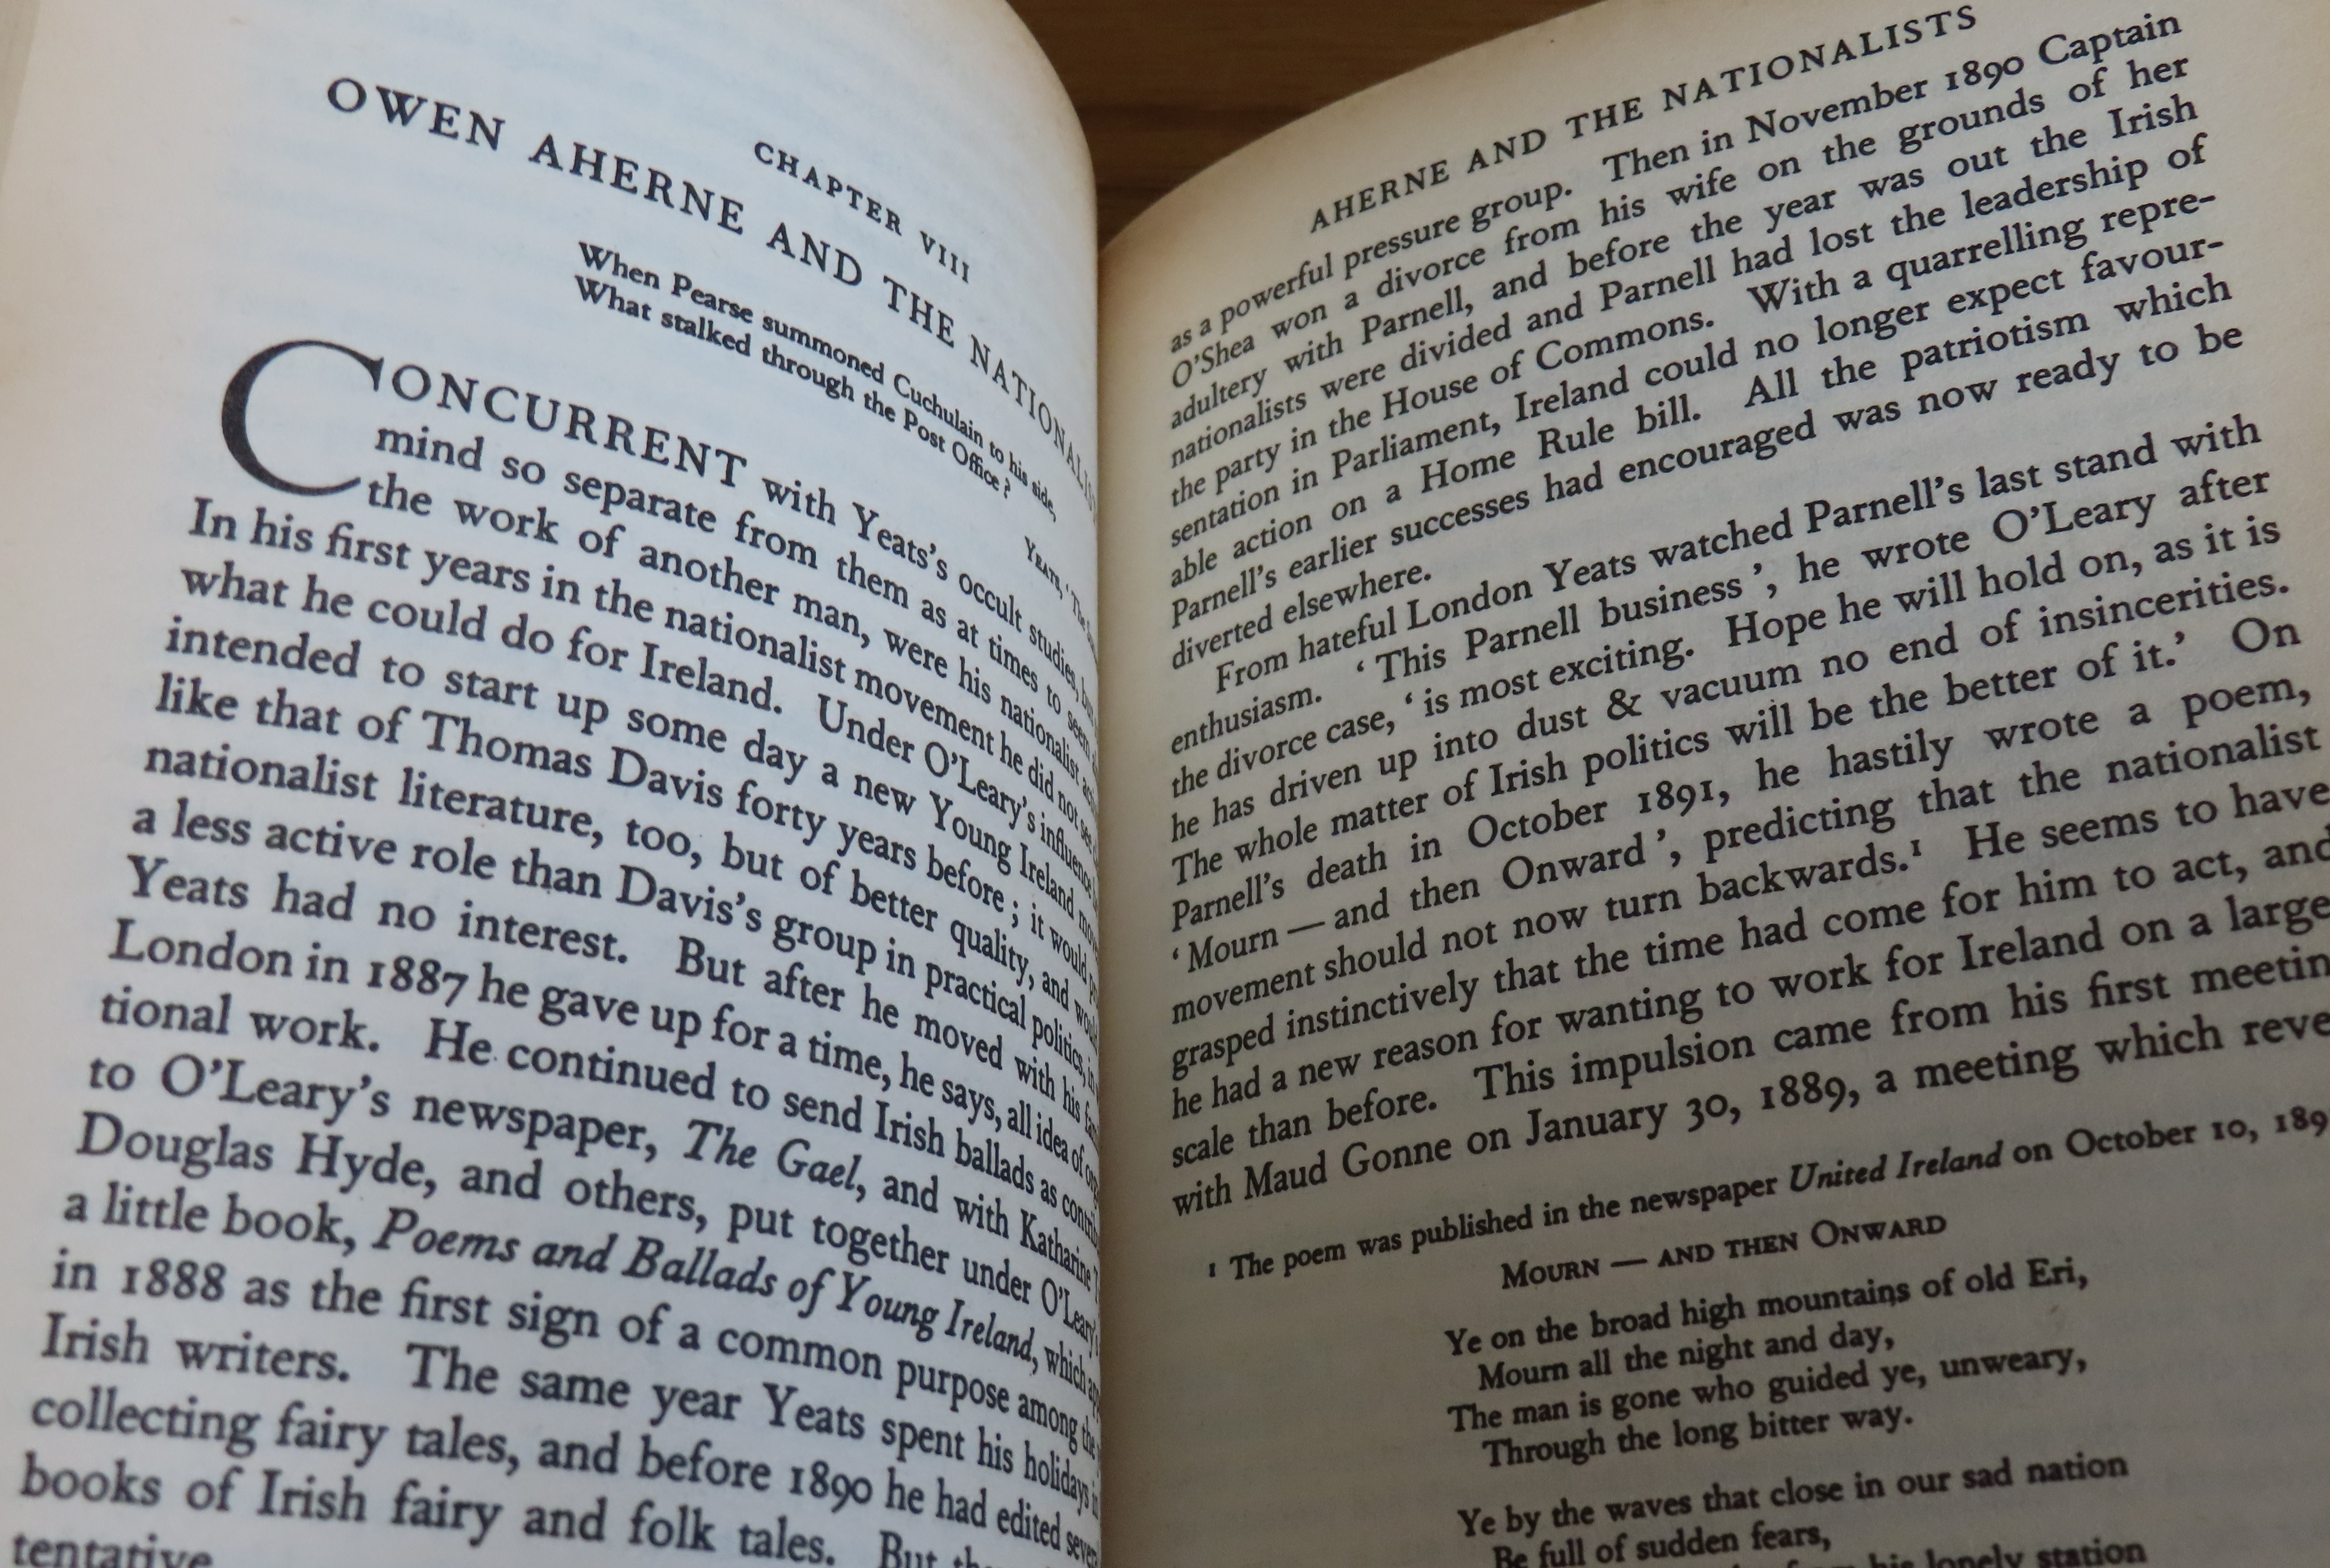 CHAPTER VIII
OWEN AHERNE AND THE NATIONALISTS
When Pearse summoned Cuchulain to his side,
What stalked through the Post Office?
YEATS, 'The
CONCURRENT with Yeats's occult studies, but
mind so separate from them as at times to seem
the work of another man, were his nationalist
In his first years in the nationalist movement he did not see
what he could do for Ireland. Under O'Leary's influence he
intended to start up some day a new Young Ireland
like that of Thomas Davis forty years before; it would
nationalist literature, too, but of better quality, and would
a less active role than Davis's group in practical politics, in
Yeats had no interest. But after he moved with his
London in 1887 he gave up for a time, he says, all idea of
tional work. He continued to send Irish ballads as
to O'Leary's newspaper, The Gael, and with Katharine
Douglas Hyde, and others, put together under O'Leary's
a little book, Poems and Ballads of Young Ireland, which
in 1888 as the first sign of a common purpose among the
Irish writers. The same year Yeats spent his holidays in
collecting fairy tales, and before 1890 he had edited
books of Irish fairy and folk tales. But
tentative
AHERNE AND THE NATIONALISTS
as a powerful pressure group. Then in November 1890 Captain
O'Shea won a divorce from his wife on the grounds of her
adultery with Parnell, and before the year was out the Irish
nationalists were divided and Parnell had lost the leadership of
the party in the House of Commons. With a quarrelling repre-
sentation in Parliament, Ireland could no longer expect favour-
able action on a Home Rule bill. All the patriotism which
Parnell's earlier successes had encouraged was now ready to be
diverted elsewhere.
From hateful London Yeats watched Parnell's last stand with
enthusiasm. 'This Parnell business', he wrote O'Leary after
the divorce case, 'is most exciting. Hope he will hold on, as it is
he has driven up into dust & vacuum no end of insincerities.
The whole matter of Irish politics will be the better of it.' On
Parnell's death in October 1891, he hastily wrote a poem,
'Mourn — and then Onward', predicting that the nationalist
movement should not now turn backwards.¹ He seems to have
grasped instinctively that the time had come for him to act, and
he had a new reason for wanting to work for Ireland on a large
scale than before. This impulsion came from his first meetin
with Maud Gonne on January 30, 1889, a meeting which reve
¹ The poem was published in the newspaper United Ireland on October 10, 189
MOURN — AND THEN ONWARD
Ye on the broad high mountains of old Eri,
Mourn all the night and day,
The man is gone who guided ye, unweary,
Through the long bitter way.
Ye by the waves that close in our sad nation
Be full of sudden fears,
his lonely station